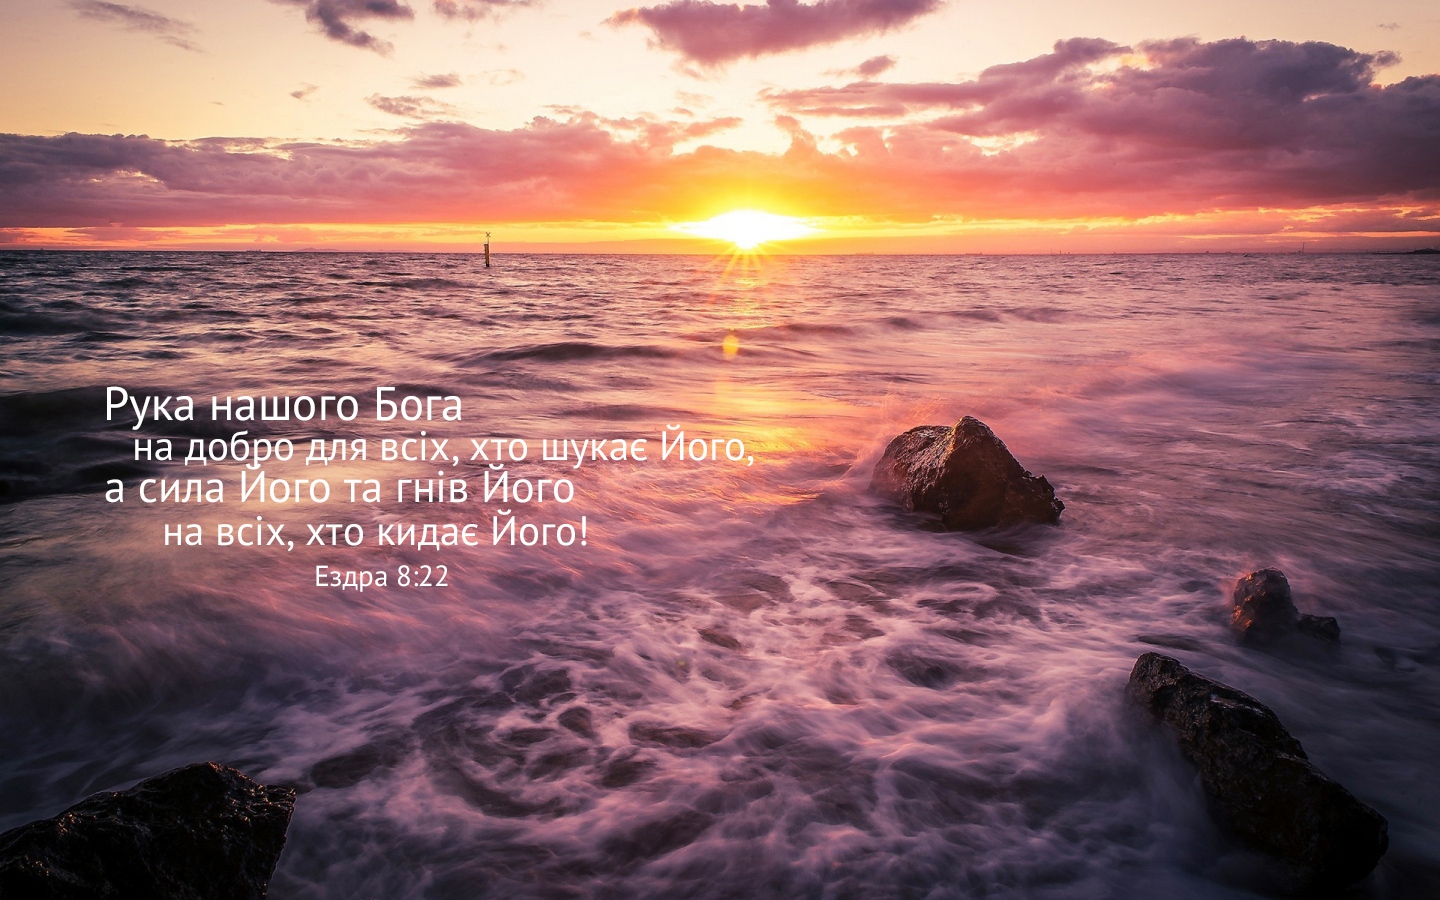 Рука нашого Бога
на добро для всіх, хто шукає Його,
а сила Його та гнів Його
на всіх, хто кидає Його!
Ездра 8:22